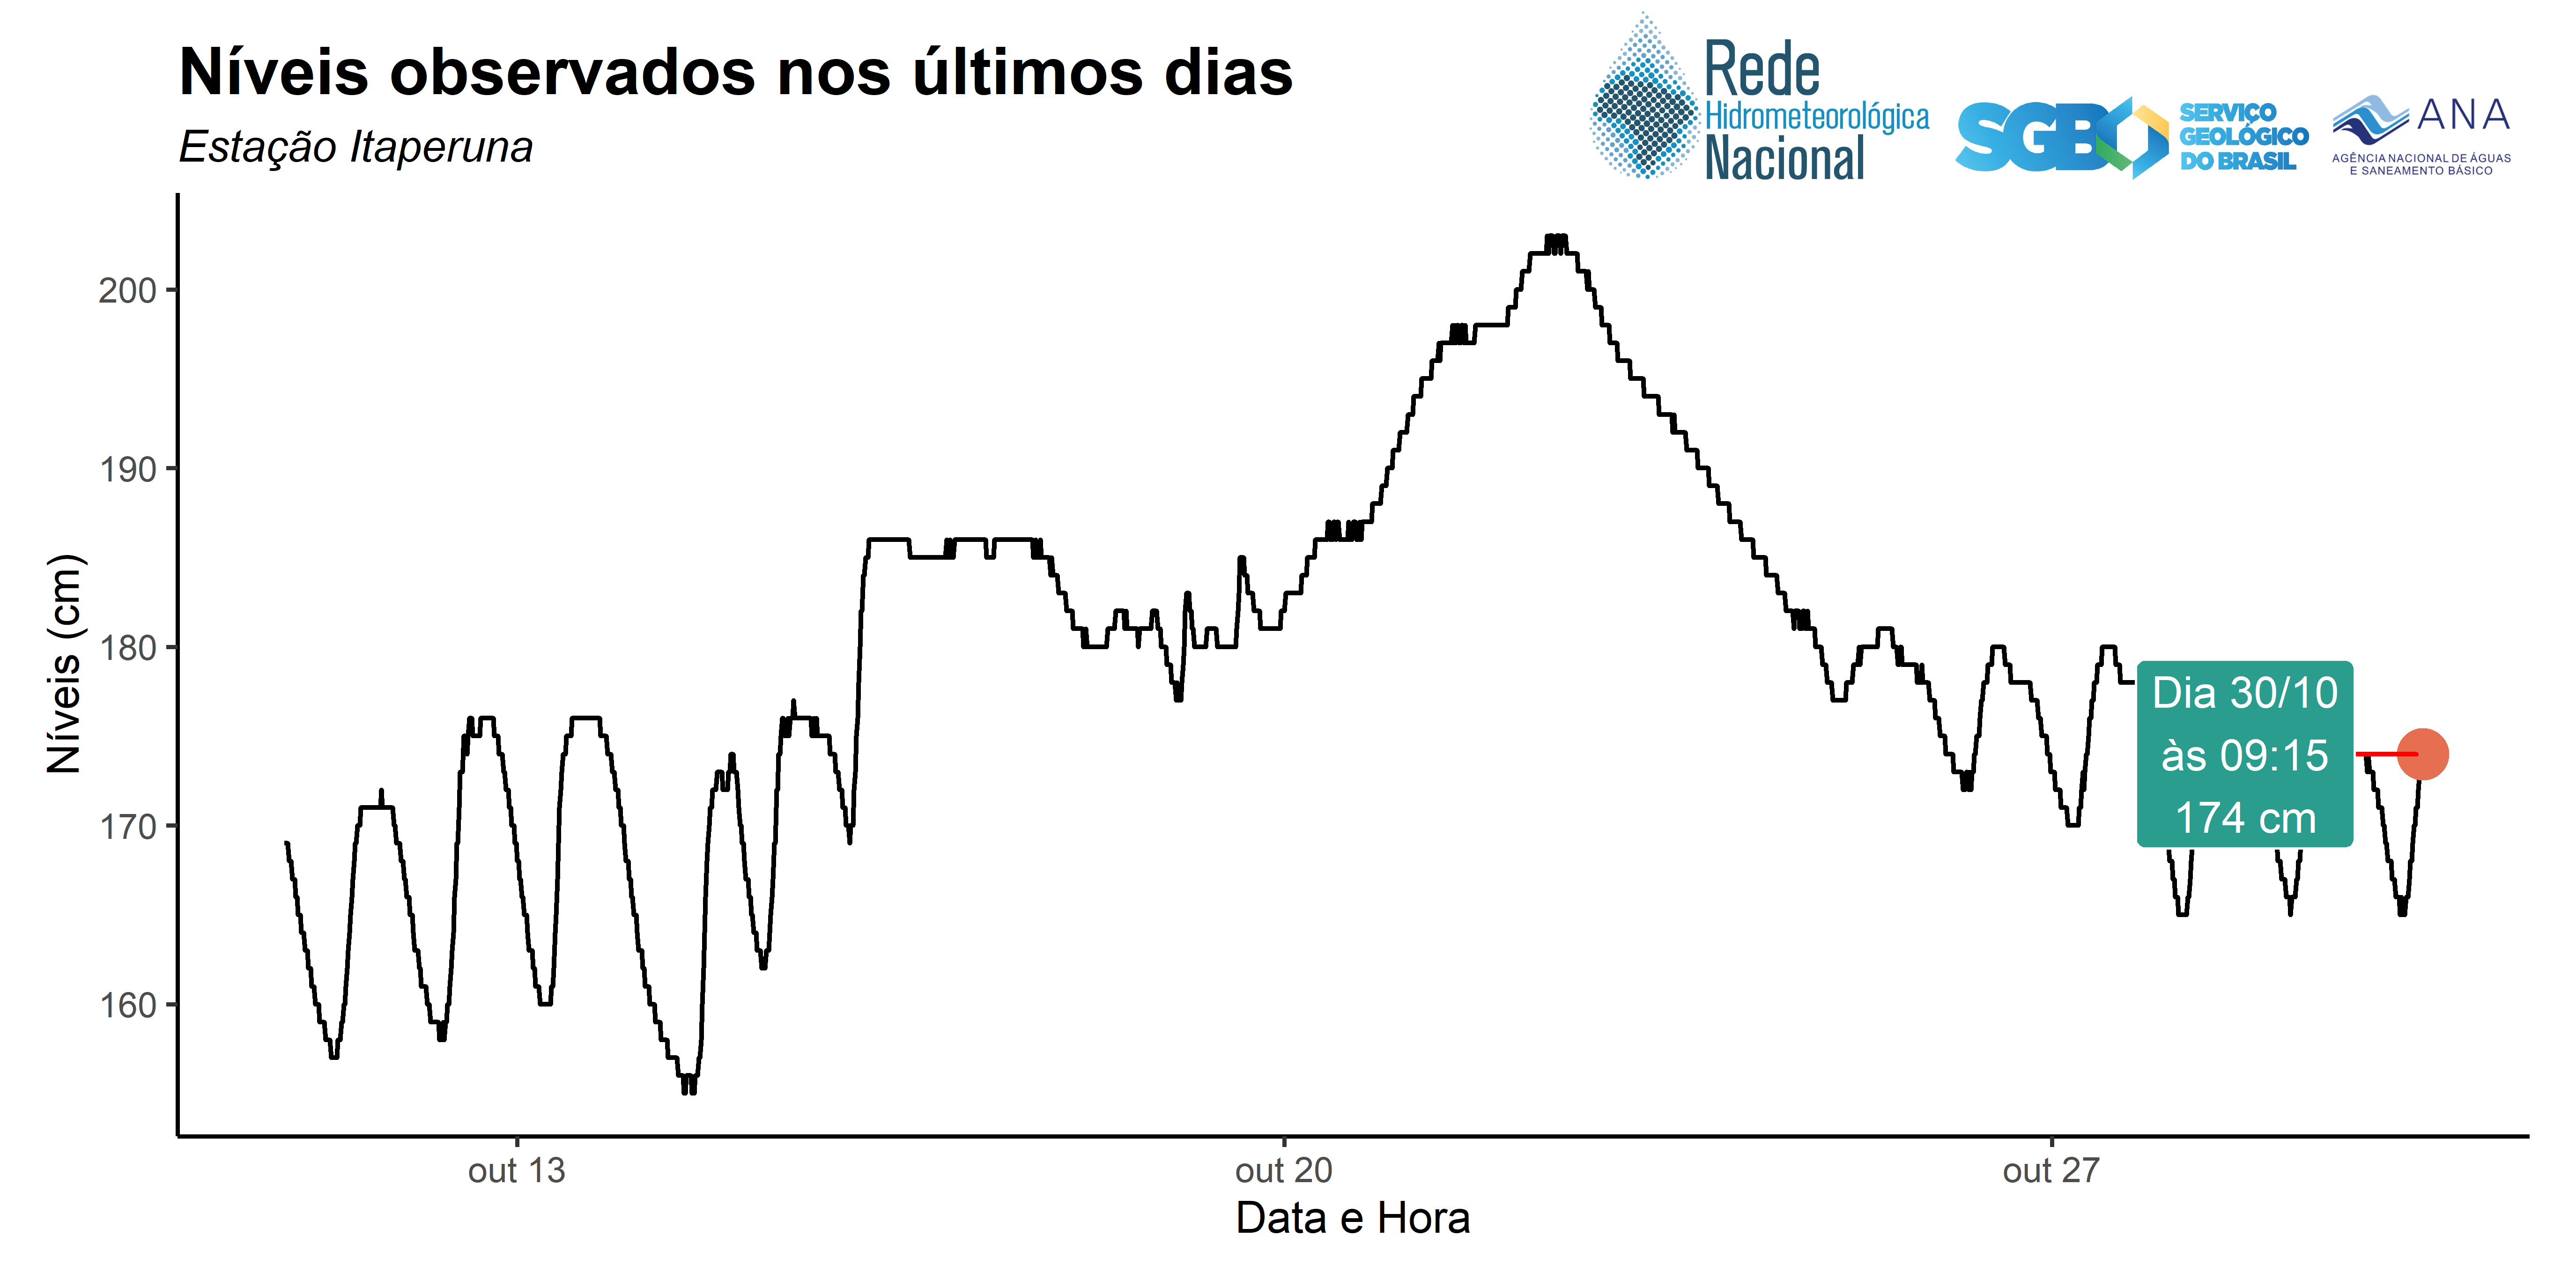 Níveis observados nos últimos dias
Estação Itaperuna
Rede
Hidrometeorológica
Nacional
SGB
SERVIÇO
GEOLÓGICO
DO BRASIL
ANA
AGÊNCIA NACIONAL DE ÁGUAS
E SANEAMENTO BÁSICO
Níveis (cm)
200
190
180
170
160
Dia 30/10
às 09:15
174 cm
out 13
out 20
out 27
Data e Hora